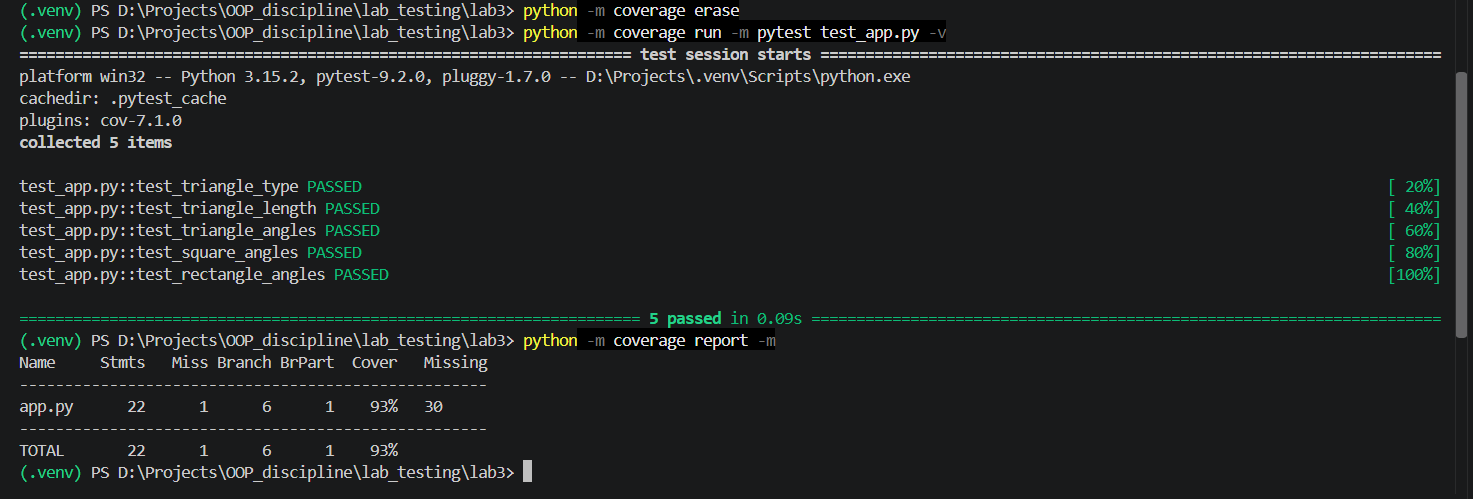 (.venv) PS D:\Projects\OOP_discipline\lab_testing\lab3> python -m coverage erase
(.venv) PS D:\Projects\OOP_discipline\lab_testing\lab3> python -m coverage run -m pytest test_app.py -v
======================================================================= test session starts =======================================================================
platform win32 -- Python 3.15.2, pytest-9.2.0, pluggy-1.7.0 -- D:\Projects\.venv\Scripts\python.exe
cachedir: .pytest_cache
plugins: cov-7.1.0
collected 5 items
test_app.py::test_triangle_type PASSED [ 20%]
test_app.py::test_triangle_length PASSED [ 40%]
test_app.py::test_triangle_angles PASSED [ 60%]
test_app.py::test_square_angles PASSED [ 80%]
test_app.py::test_rectangle_angles PASSED [100%]
======================================================================= 5 passed in 0.09s =======================================================================
(.venv) PS D:\Projects\OOP_discipline\lab_testing\lab3> python -m coverage report -m
Name     Stmts   Miss Branch BrPart  Cover   Missing
----------------------------------------------------
app.py      22      1      6      1    93%   30
----------------------------------------------------
TOTAL       22      1      6      1    93%
(.venv) PS D:\Projects\OOP_discipline\lab_testing\lab3>